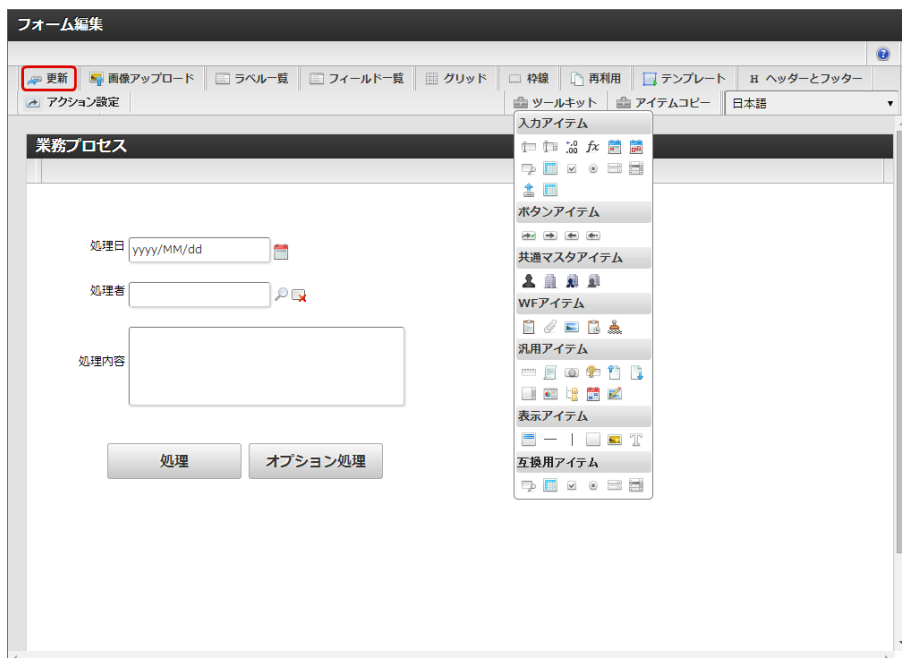 フォーム編集
更新 画像アップロード ラベル一覧 フィールド一覧 グリッド 枠線 再利用 テンプレート H ヘッダーとフッター
アクション設定 ツールキット アイテムコピー 日本語
入力アイテム
業務プロセス
ボタンアイテム
処理日 yyyy/MM/dd
共通マスタアイテム
処理者
WFアイテム
汎用アイテム
処理内容
表示アイテム
処理 オプション処理
互換用アイテム